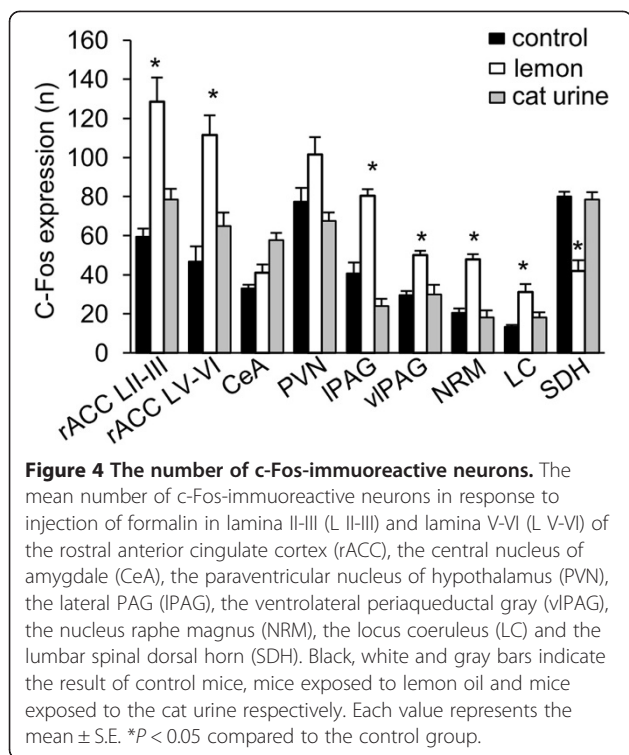 160
140
120
100
80
60
40
20
0
C-Fos expression (n)
control
lemon
cat urine
* * * * * * *
rACC LII-III
rACC LV-VI
CeA
PVN
lPAG
vlPAG
NRM
LC
SDH
Figure 4 The number of c-Fos-immuoreactive neurons. The
mean number of c-Fos-immuoreactive neurons in response to
injection of formalin in lamina II-III (L II-III) and lamina V-VI (L V-VI) of
the rostral anterior cingulate cortex (rACC), the central nucleus of
amygdale (CeA), the paraventricular nucleus of hypothalamus (PVN),
the lateral PAG (lPAG), the ventrolateral periaqueductal gray (vlPAG),
the nucleus raphe magnus (NRM), the locus coeruleus (LC) and the
lumbar spinal dorsal horn (SDH). Black, white and gray bars indicate
the result of control mice, mice exposed to lemon oil and mice
exposed to the cat urine respectively. Each value represents the
mean ± S.E. *P < 0.05 compared to the control group.